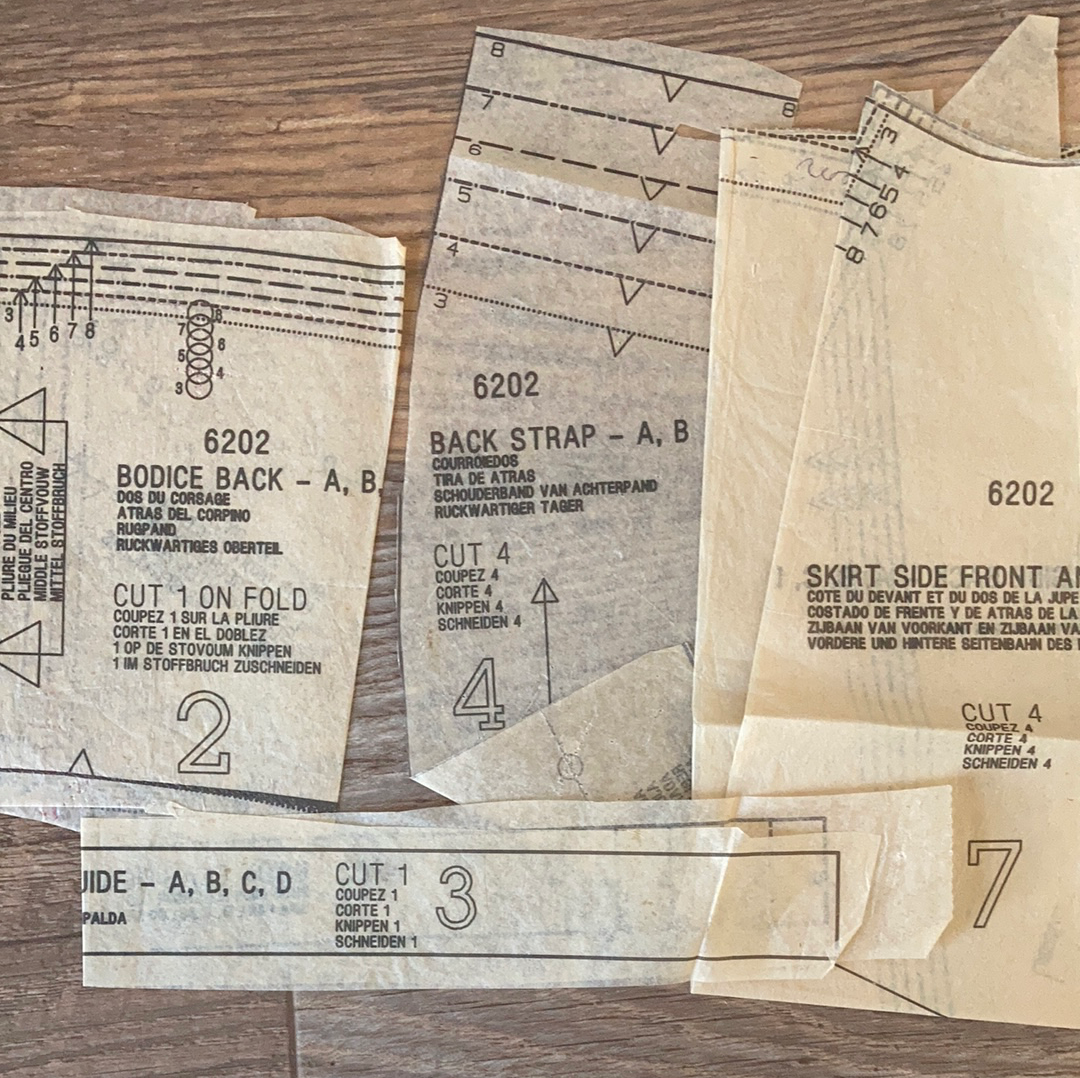 8
8
7
6
5
4
3
6202
BACK STRAP – A, B
COURROIEDOS
TIRA DE ATRAS
SCHOUDERBAND VAN ACHTERPAND
RUCKWARTIGER TAGER
CUT 4
COUPEZ 4
CORTE 4
KNIPPEN 4
SCHNEIDEN 4
4
3
4
5
6
7
8
8
7
6
5
4
3
6202
BODICE BACK – A, B,
DOS DU CORSAGE
ATRAS DEL CORPINO
RUGPAND
RUCKWARTIGES OBERTEIL
CUT 1 ON FOLD
COUPEZ 1 SUR LA PLIURE
CORTE 1 EN EL DOBLEZ
1 OP DE STOVOUM KNIPPEN
1 IM STOFFBRUCH ZUSCHNEIDEN
2
PLIURE DU MILIEU
PLIEGUE DEL CENTRO
MIDDLE STOFFVOUW
MITTEL STOFFBRUCH
3
4
5
6
7
8
6202
SKIRT SIDE FRONT A
COTE DU DEVANT ET DU DOS DE LA JUPE
COSTADO DE FRENTE Y DE ATRAS DE LA
ZIJBAAN VAN VOORKANT EN ZIJBAAN VA
VORDERE UND HINTERE SEITENBAHN DES
CUT 4
COUPEZ 4
CORTE 4
KNIPPEN 4
SCHNEIDEN 4
7
UIDE – A, B, C, D
PALDA
CUT 1
COUPEZ 1
CORTE 1
KNIPPEN 1
SCHNEIDEN 1
3